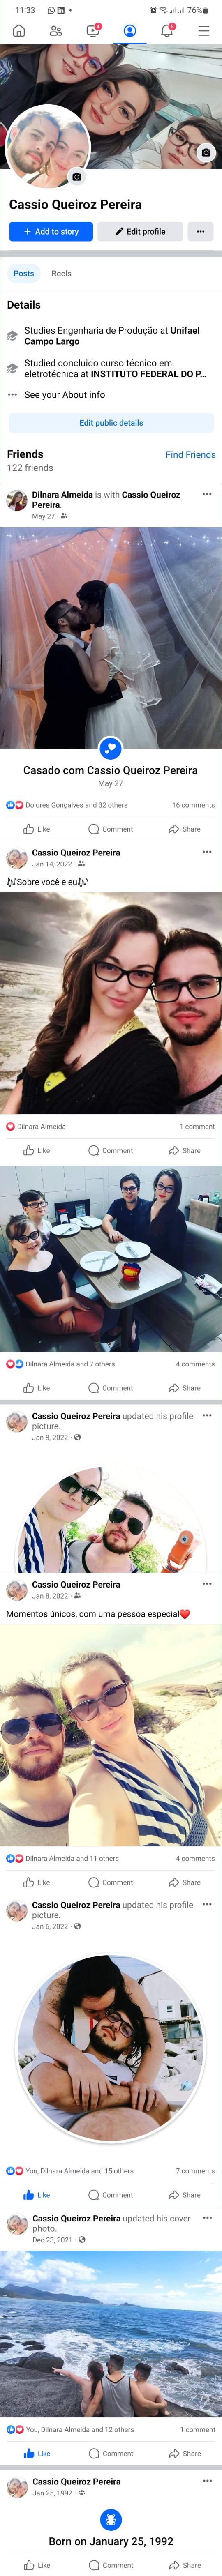 11:33
76%
4
5
Cassio Queiroz Pereira
+ Add to story
Edit profile
Posts
Reels
Details
Studies Engenharia de Produção at Unifael
Campo Largo
Studied concluido curso técnico em
eletrotécnica at INSTITUTO FEDERAL DO P...
See your About info
Edit public details
Friends
Find Friends
122 friends
Dilnara Almeida is with Cassio Queiroz
Pereira.
May 27 ·
Casado com Cassio Queiroz Pereira
May 27
Dolores Gonçalves and 32 others
16 comments
Like
Comment
Share
Cassio Queiroz Pereira
Jan 14, 2022 ·
🎶Sobre você e eu🎶
Dilnara Almeida
1 comment
Like
Comment
Share
Dilnara Almeida and 7 others
4 comments
Like
Comment
Share
Cassio Queiroz Pereira updated his profile
picture.
Jan 8, 2022 ·
Cassio Queiroz Pereira
Jan 8, 2022 ·
Momentos únicos, com uma pessoa especial❤️
Dilnara Almeida and 11 others
4 comments
Like
Comment
Share
Cassio Queiroz Pereira updated his profile
picture.
Jan 6, 2022 ·
You, Dilnara Almeida and 15 others
7 comments
Like
Comment
Share
Cassio Queiroz Pereira updated his cover
photo.
Dec 23, 2021 ·
You, Dilnara Almeida and 12 others
1 comment
Like
Comment
Share
Cassio Queiroz Pereira
Jan 25, 1992 ·
Born on January 25, 1992
Like
Comment
Share